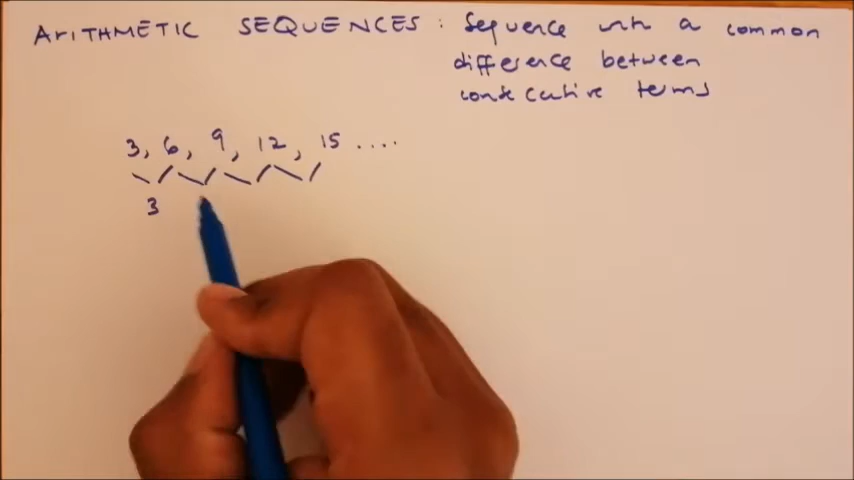 ARITHMETIC SEQUENCES : Sequence with a common
difference between
consecutive terms
3, 6, 9, 12, 15 ....
3